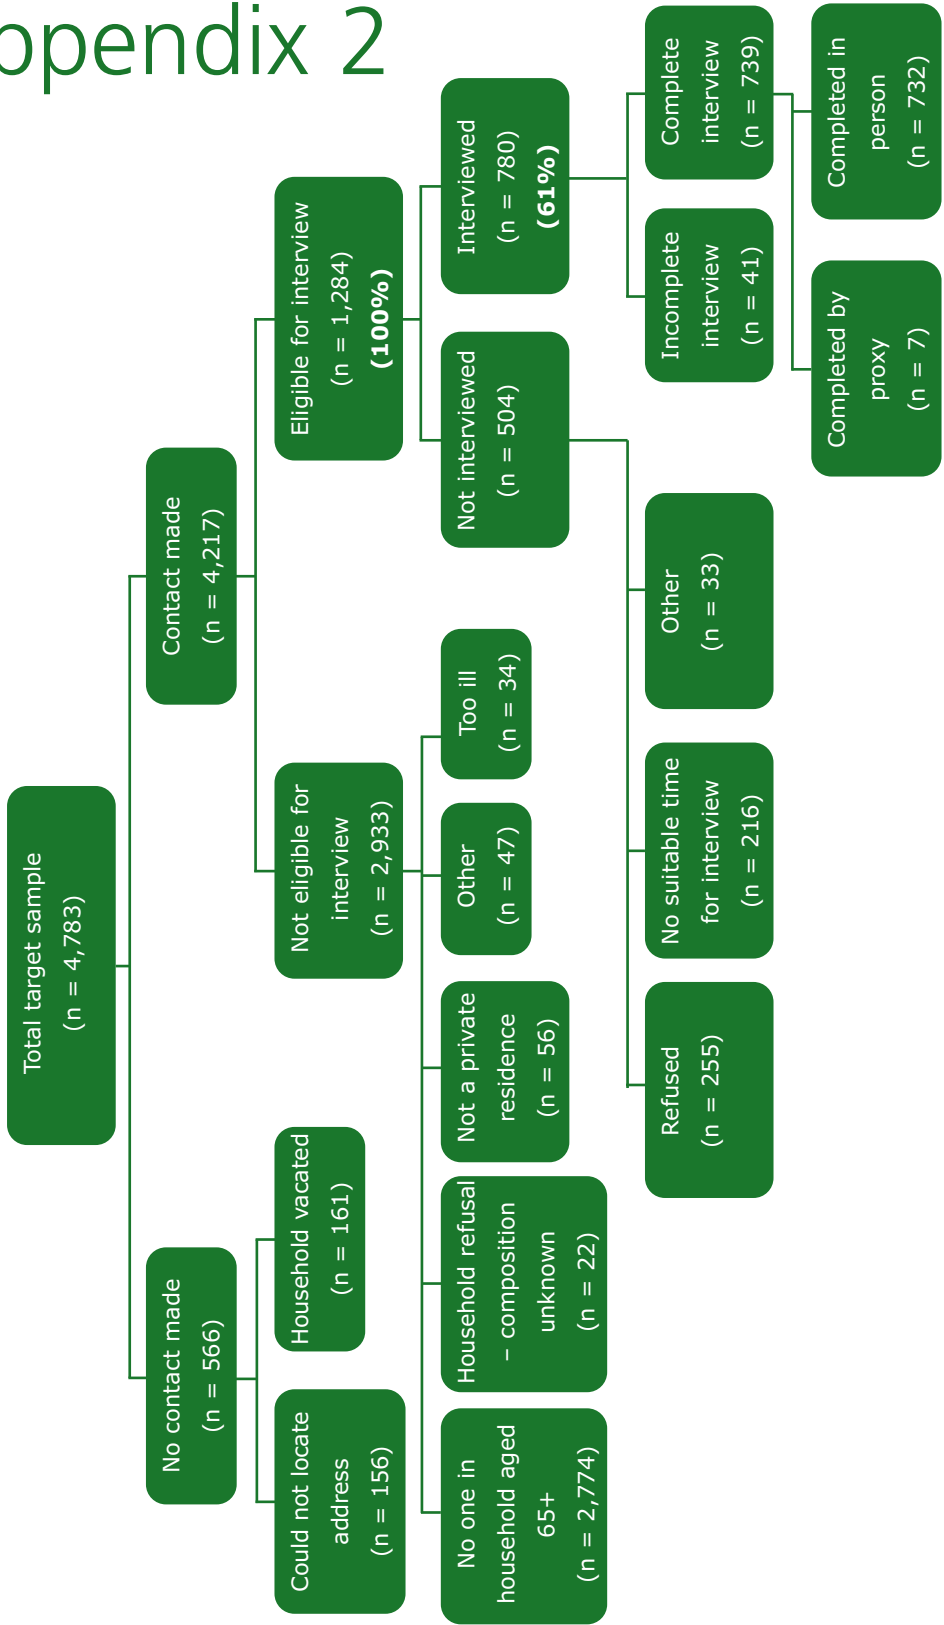 ppendix 2
Total target sample
(n = 4,783)
No contact made
(n = 566)
Contact made
(n = 4,217)
Could not locate
address
(n = 156)
Household vacated
(n = 161)
Not eligible for
interview
(n = 2,933)
Eligible for interview
(n = 1,284)
(100%)
No one in
household aged
65+
(n = 2,774)
Household refusal
– composition
unknown
(n = 22)
Not a private
residence
(n = 56)
Other
(n = 47)
Too ill
(n = 34)
Not interviewed
(n = 504)
Interviewed
(n = 780)
(61%)
Refused
(n = 255)
No suitable time
for interview
(n = 216)
Other
(n = 33)
Incomplete
interview
(n = 41)
Complete
interview
(n = 739)
Completed by
proxy
(n = 7)
Completed in
person
(n = 732)